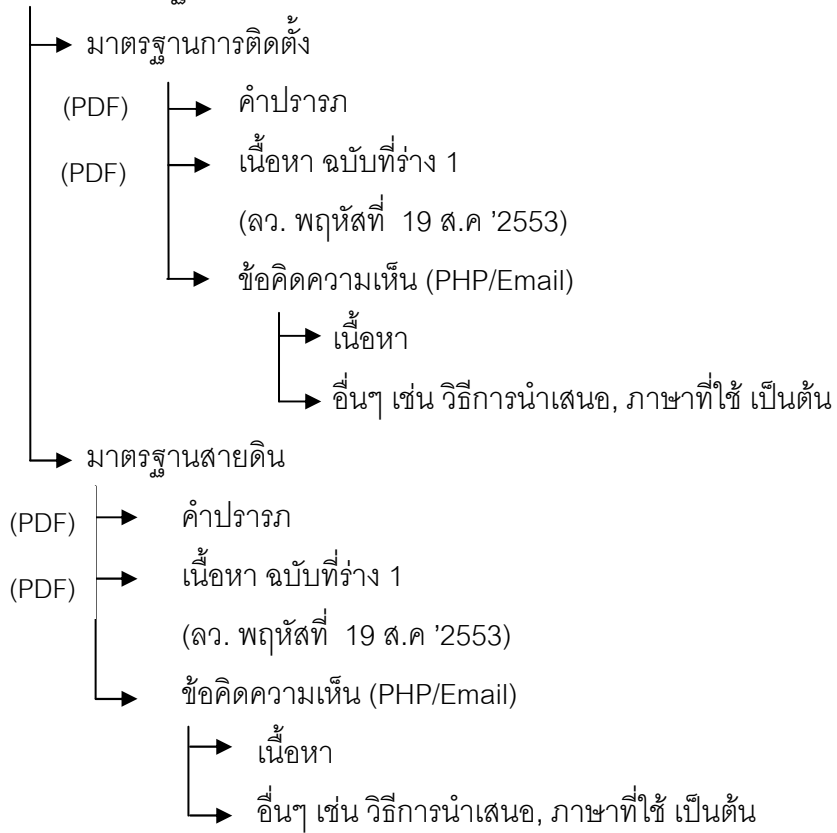 มาตรฐานการติดตั้ง
(PDF) คำปรารภ
(PDF) เนื้อหา ฉบับที่ร่าง 1
(ลว. พฤหัสที่ 19 ส.ค '2553)
ข้อคิดความเห็น (PHP/Email)
เนื้อหา
อื่นๆ เช่น วิธีการนำเสนอ, ภาษาที่ใช้ เป็นต้น
มาตรฐานสายดิน
(PDF) คำปรารภ
(PDF) เนื้อหา ฉบับที่ร่าง 1
(ลว. พฤหัสที่ 19 ส.ค '2553)
ข้อคิดความเห็น (PHP/Email)
เนื้อหา
อื่นๆ เช่น วิธีการนำเสนอ, ภาษาที่ใช้ เป็นต้น